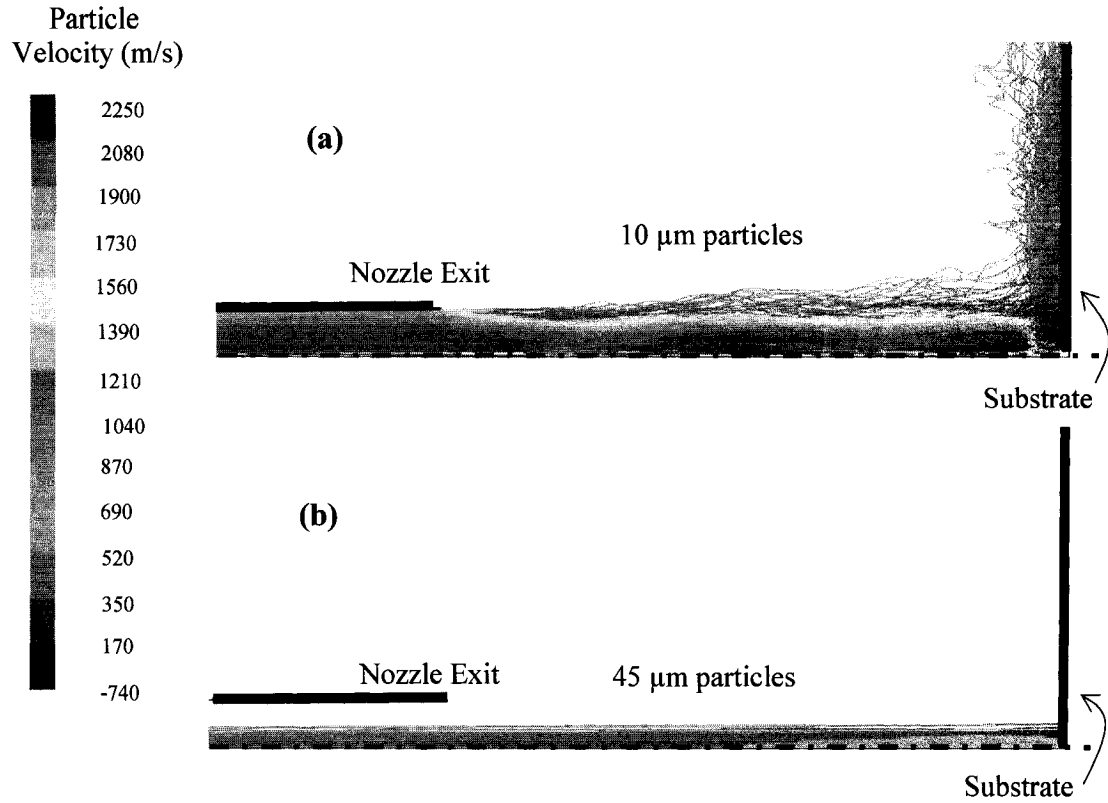 Particle
Velocity (m/s)
2250
2080
1900
1730
1560
1390
1210
1040
870
690
520
350
170
-740
(a)
10 µm particles
Nozzle Exit
Substrate
(b)
Nozzle Exit
45 µm particles
Substrate